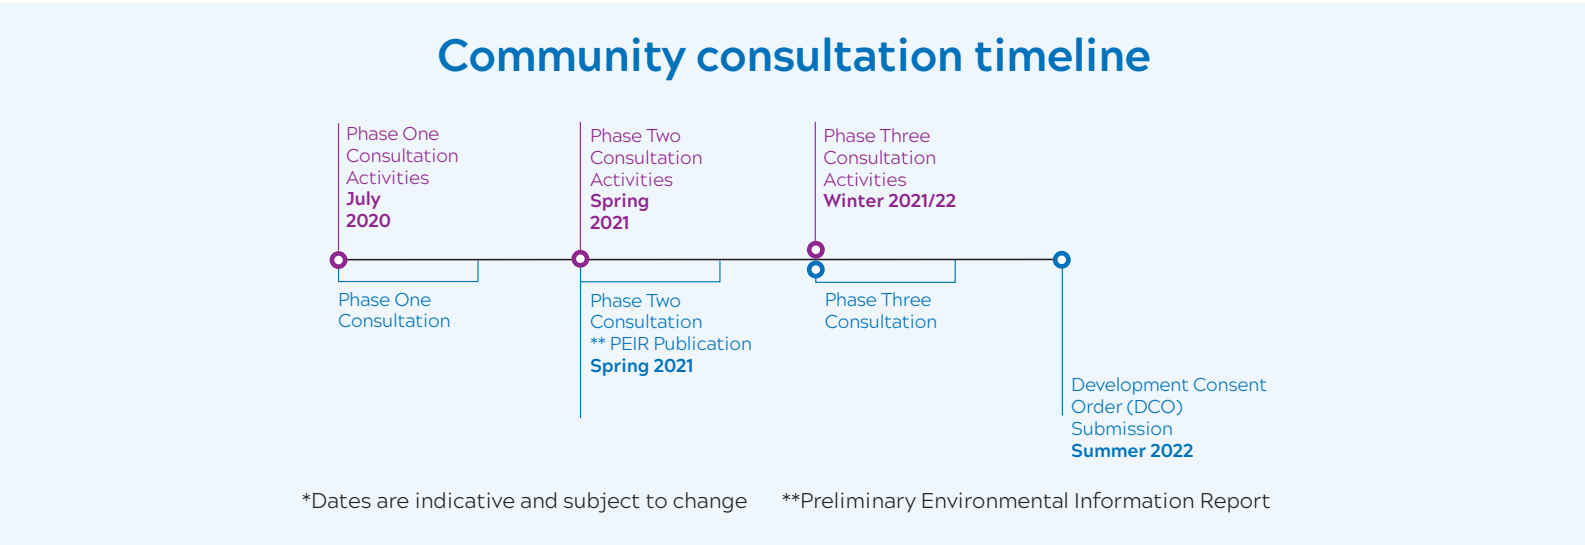 Community consultation timeline
Phase One
Consultation
Activities
July
2020
Phase Two
Consultation
Activities
Spring
2021
Phase Three
Consultation
Activities
Winter 2021/22
Phase One
Consultation
Phase Two
Consultation
** PEIR Publication
Spring 2021
Phase Three
Consultation
Development Consent
Order (DCO)
Submission
Summer 2022
*Dates are indicative and subject to change
**Preliminary Environmental Information Report